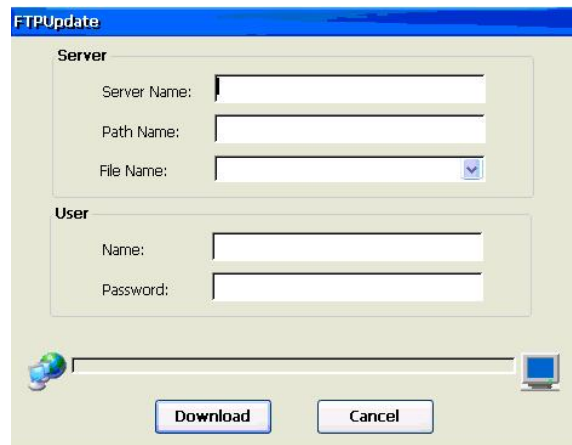 FTPUpdate
Server
Server Name:
Path Name:
File Name:
User
Name:
Password:
Download
Cancel